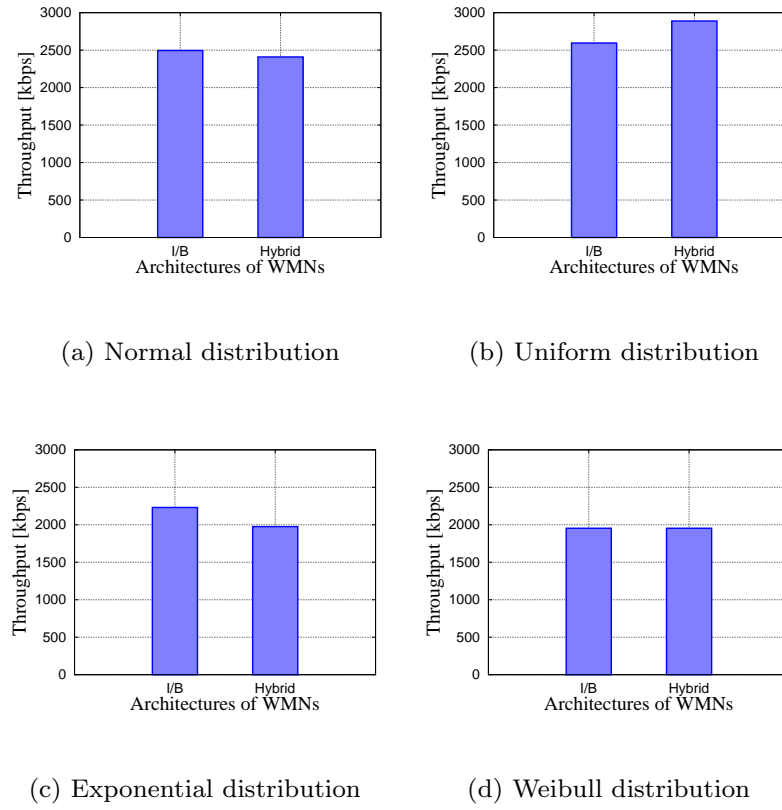 Throughput [kbps]
3000
2500
2000
1500
1000
500
0
I/B Hybrid
Architectures of WMNs
(a) Normal distribution
Throughput [kbps]
3000
2500
2000
1500
1000
500
0
I/B Hybrid
Architectures of WMNs
(b) Uniform distribution
Throughput [kbps]
3000
2500
2000
1500
1000
500
0
I/B Hybrid
Architectures of WMNs
(c) Exponential distribution
Throughput [kbps]
3000
2500
2000
1500
1000
500
0
I/B Hybrid
Architectures of WMNs
(d) Weibull distribution